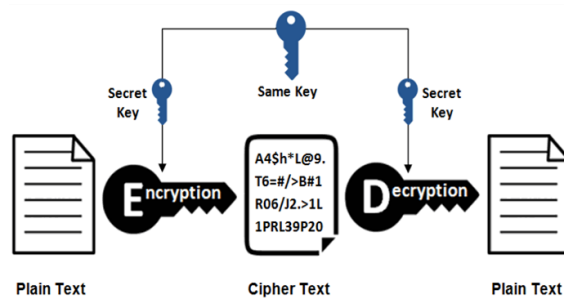 Secret
Key
Same Key
Secret
Key
Encryption
A4$h*L@9.
T6=#/>B#1
R06/J2.>1L
1PRL39P20
Decryption
Plain Text
Cipher Text
Plain Text